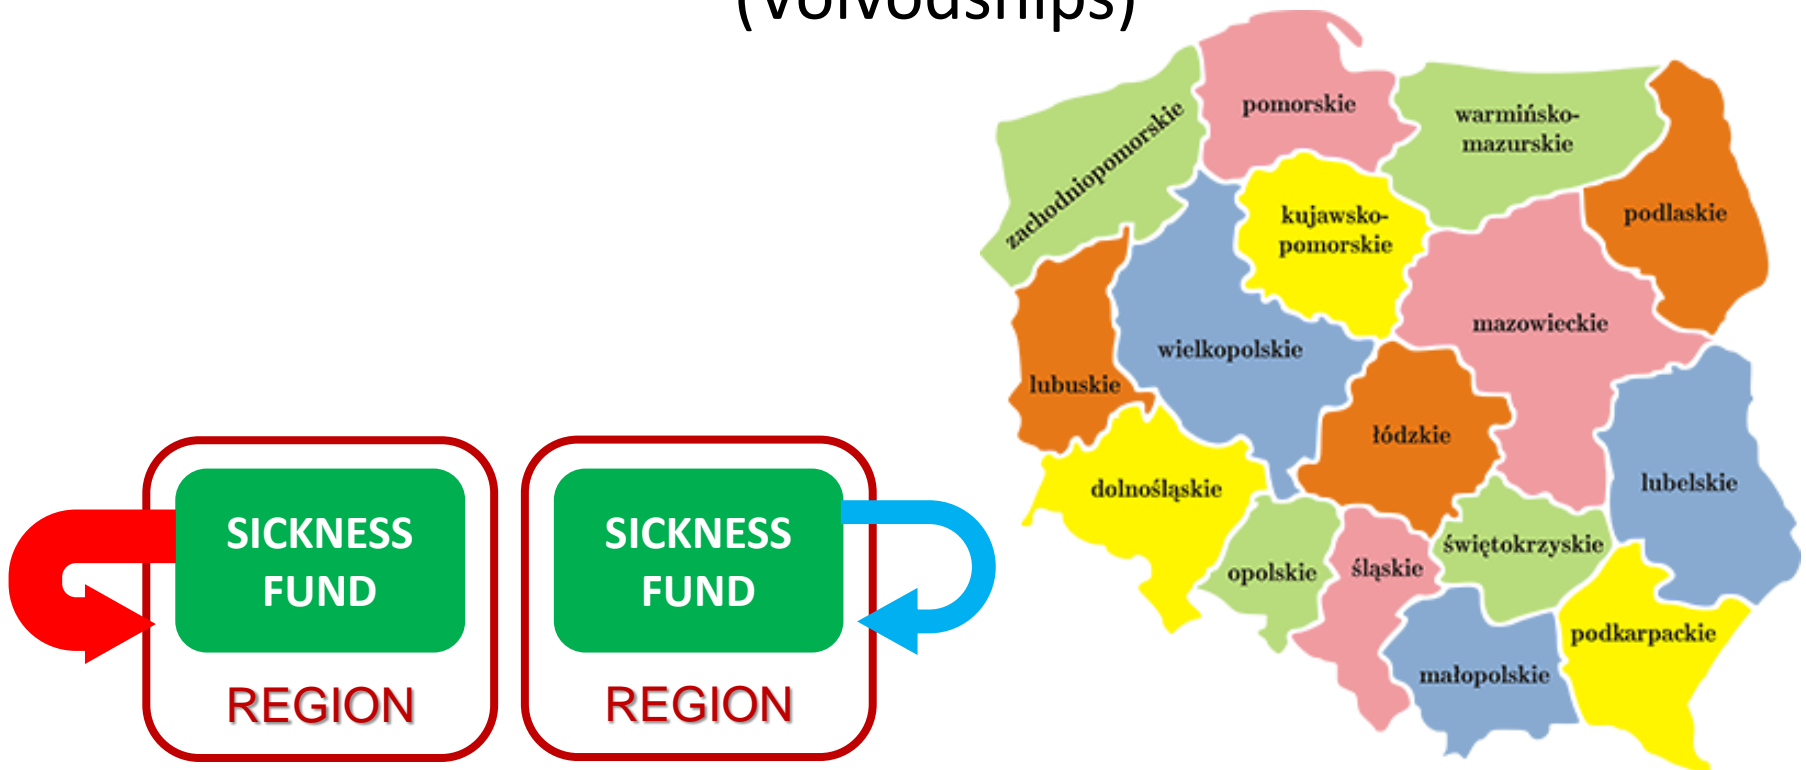 (Voivodships)
pomorskie
warmińsko-
mazurskie
zachodniopomorskie
podlaskie
kujawsko-
pomorskie
mazowieckie
wielkopolskie
lubuskie
łódzkie
dolnośląskie
lubelskie
świętokrzyskie
opolskie
śląskie
podkarpackie
małopolskie
SICKNESS
FUND
REGION
SICKNESS
FUND
REGION